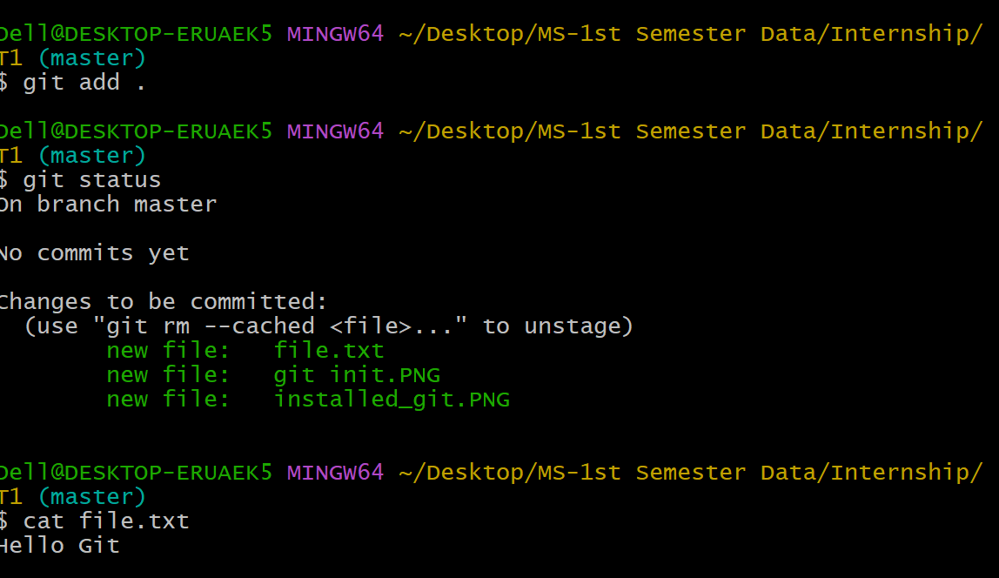 Dell@DESKTOP-ERUAEK5 MINGW64 ~/Desktop/MS-1st Semester Data/Internship/
T1 (master)
$ git add .
Dell@DESKTOP-ERUAEK5 MINGW64 ~/Desktop/MS-1st Semester Data/Internship/
T1 (master)
$ git status
On branch master
No commits yet
Changes to be committed:
  (use "git rm --cached <file>..." to unstage)
        new file:   file.txt
        new file:   git init.PNG
        new file:   installed_git.PNG
Dell@DESKTOP-ERUAEK5 MINGW64 ~/Desktop/MS-1st Semester Data/Internship/
T1 (master)
$ cat file.txt
Hello Git